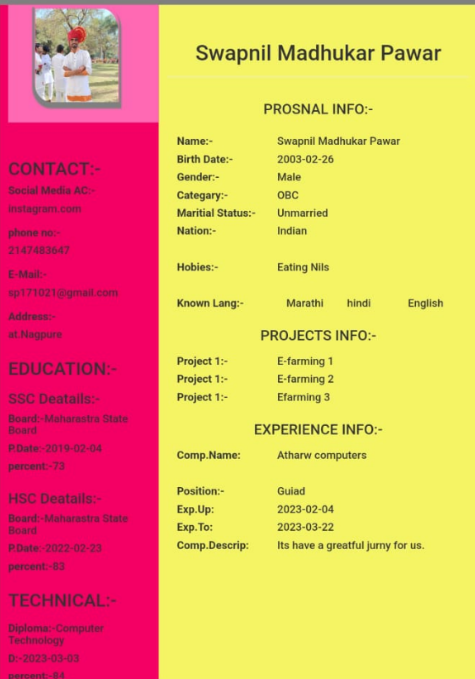 CONTACT:-
Social Media AC:-
instagram.com
phone no:-
2147483647
E-Mail:-
sp171021@gmail.com
Address:-
at.Nagpure
EDUCATION:-
SSC Deatails:-
Board:-Maharastra State
Board
P.Date:-2019-02-04
percent:-73
HSC Deatails:-
Board:-Maharastra State
Board
P.Date:-2022-02-23
percent:-83
TECHNICAL:-
Diploma:-Computer
Technology
D:-2023-03-03
percent:-84
Swapnil Madhukar Pawar
PROSNAL INFO:-
Name:- Swapnil Madhukar Pawar
Birth Date:- 2003-02-26
Gender:- Male
Categary:- OBC
Maritial Status:- Unmarried
Nation:- Indian
Hobies:- Eating Nils
Known Lang:- Marathi hindi English
PROJECTS INFO:-
Project 1:- E-farming 1
Project 1:- E-farming 2
Project 1:- Efarming 3
EXPERIENCE INFO:-
Comp.Name: Atharw computers
Position:- Guiad
Exp.Up: 2023-02-04
Exp.To: 2023-03-22
Comp.Descrip: Its have a greatful jurny for us.